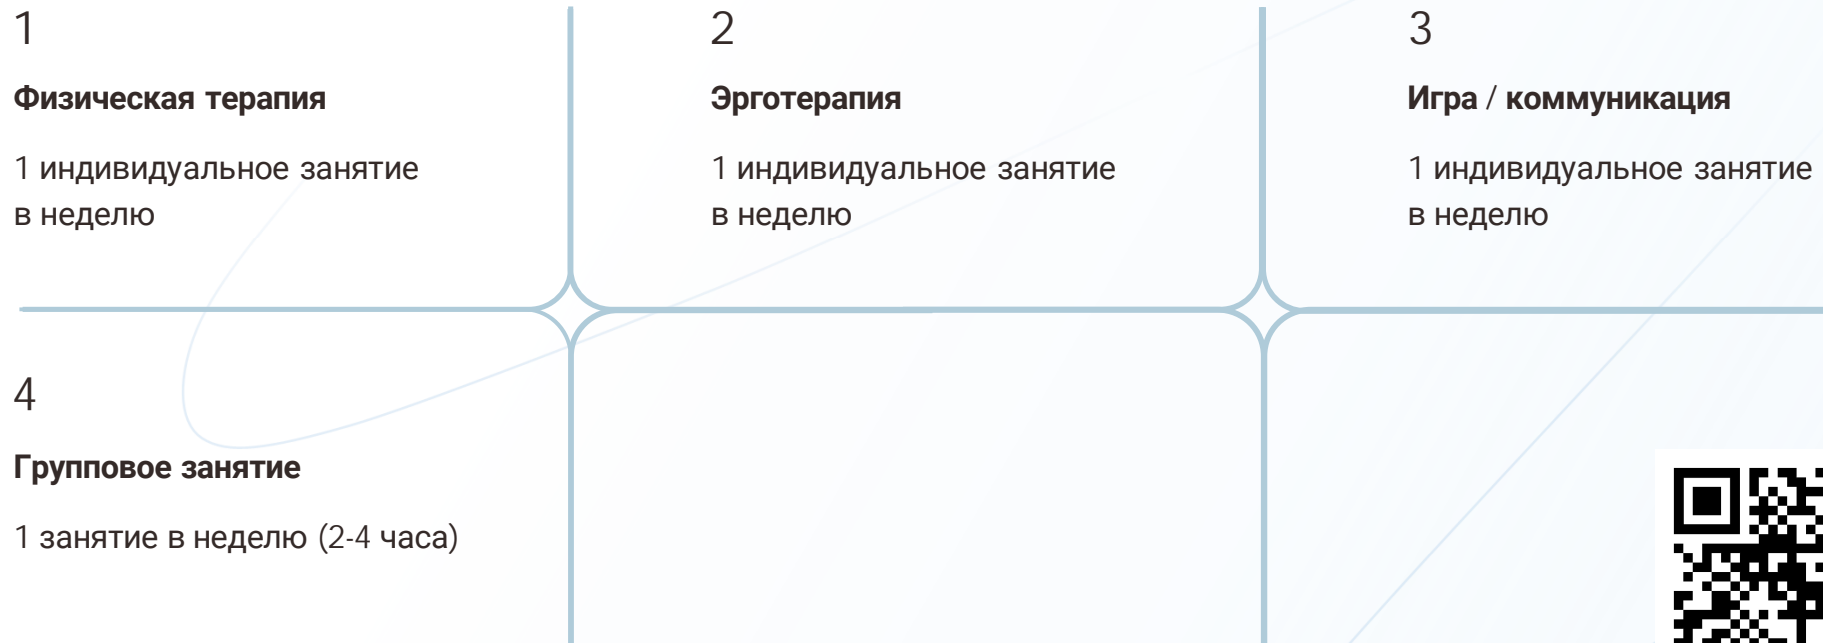 1
Физическая терапия
1 индивидуальное занятие
в неделю
2
Эрготерапия
1 индивидуальное занятие
в неделю
3
Игра / коммуникация
1 индивидуальное занятие
в неделю
4
Групповое занятие
1 занятие в неделю (2-4 часа)